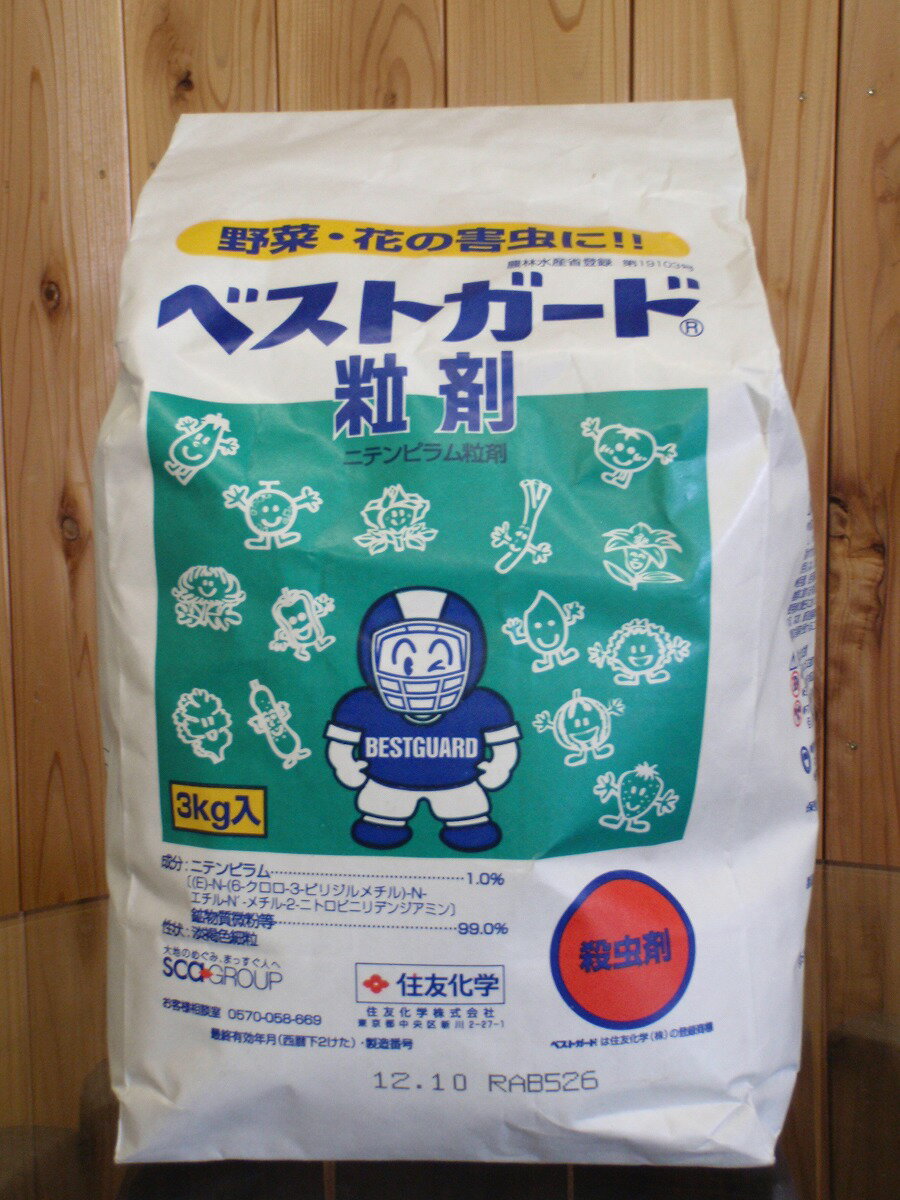 野菜・花の害虫に!!
農林水産省登録 第19103号
ベストガード®
粒剤
ニテンピラム粒剤
BESTGUARD
3kg入
成分:ニテンピラム……1.0%
〔(E)-N-(6-クロロ-3-ピリジルメチル)-N-
エチル-N'-メチル-2-ニトロビニリデンジアミン〕
鉱物質微粉等……99.0%
性状:淡褐色細粒
大地のめぐみ、まっすぐ人へ
SCC GROUP
お客様相談室 0570-058-669
住友化学
住友化学株式会社
東京都中央区新川2-27-1
殺虫剤
ベストガードは住友化学(株)の登録商標
最終有効年月(西暦下2けた)・製造番号
12.10 RAB526